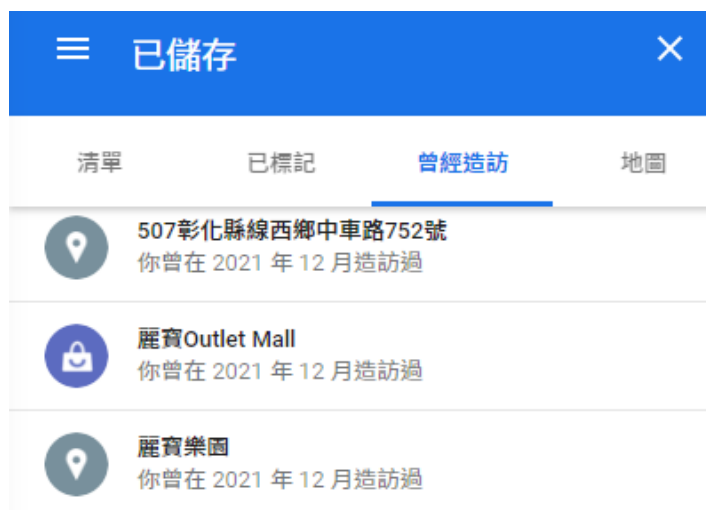 已儲存
清單 已標記 曾經造訪 地圖
507彰化縣線西鄉中車路752號
你曾在 2021 年 12 月造訪過
麗寶Outlet Mall
你曾在 2021 年 12 月造訪過
麗寶樂園
你曾在 2021 年 12 月造訪過